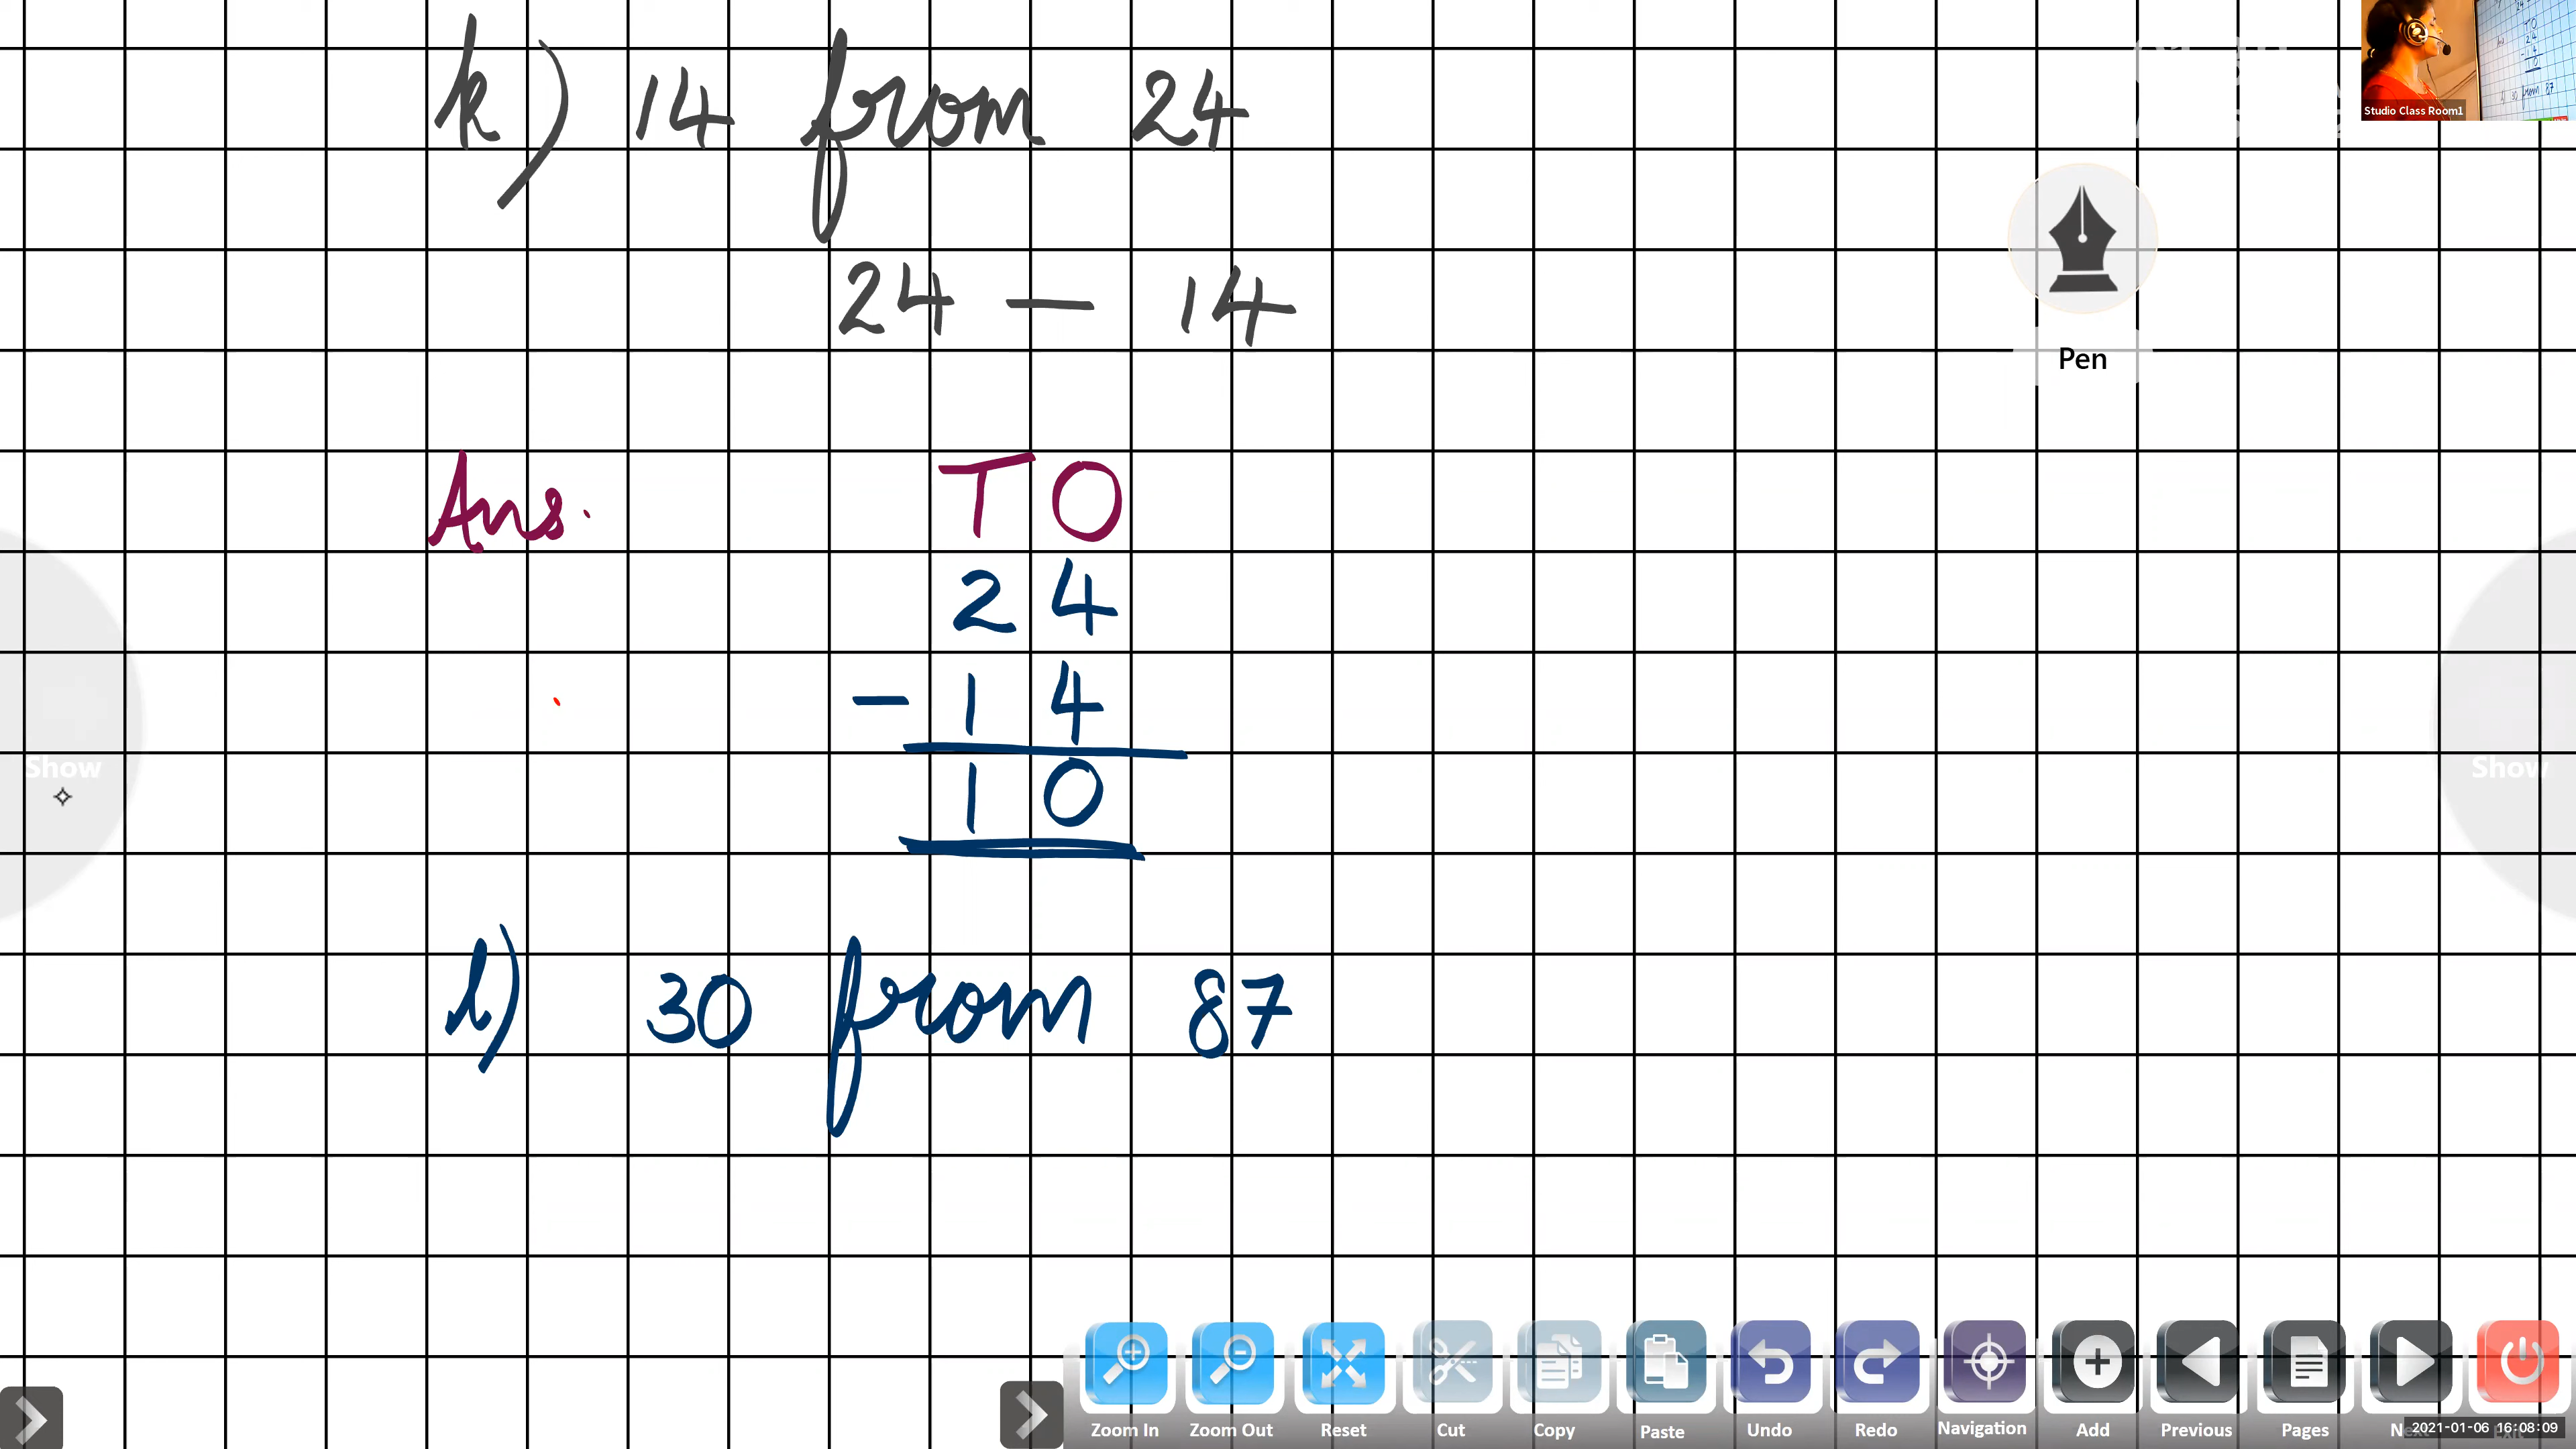 k) 14 from 24
24 - 14
Ans. T O
2 4
- 1 4
1 0
l) 30 from 87
Studio Class Room1
Pen
Show
Show
Zoom In Zoom Out Reset Cut Copy Paste Undo Redo Navigation Add Previous Pages
2021-01-06 16:08:09